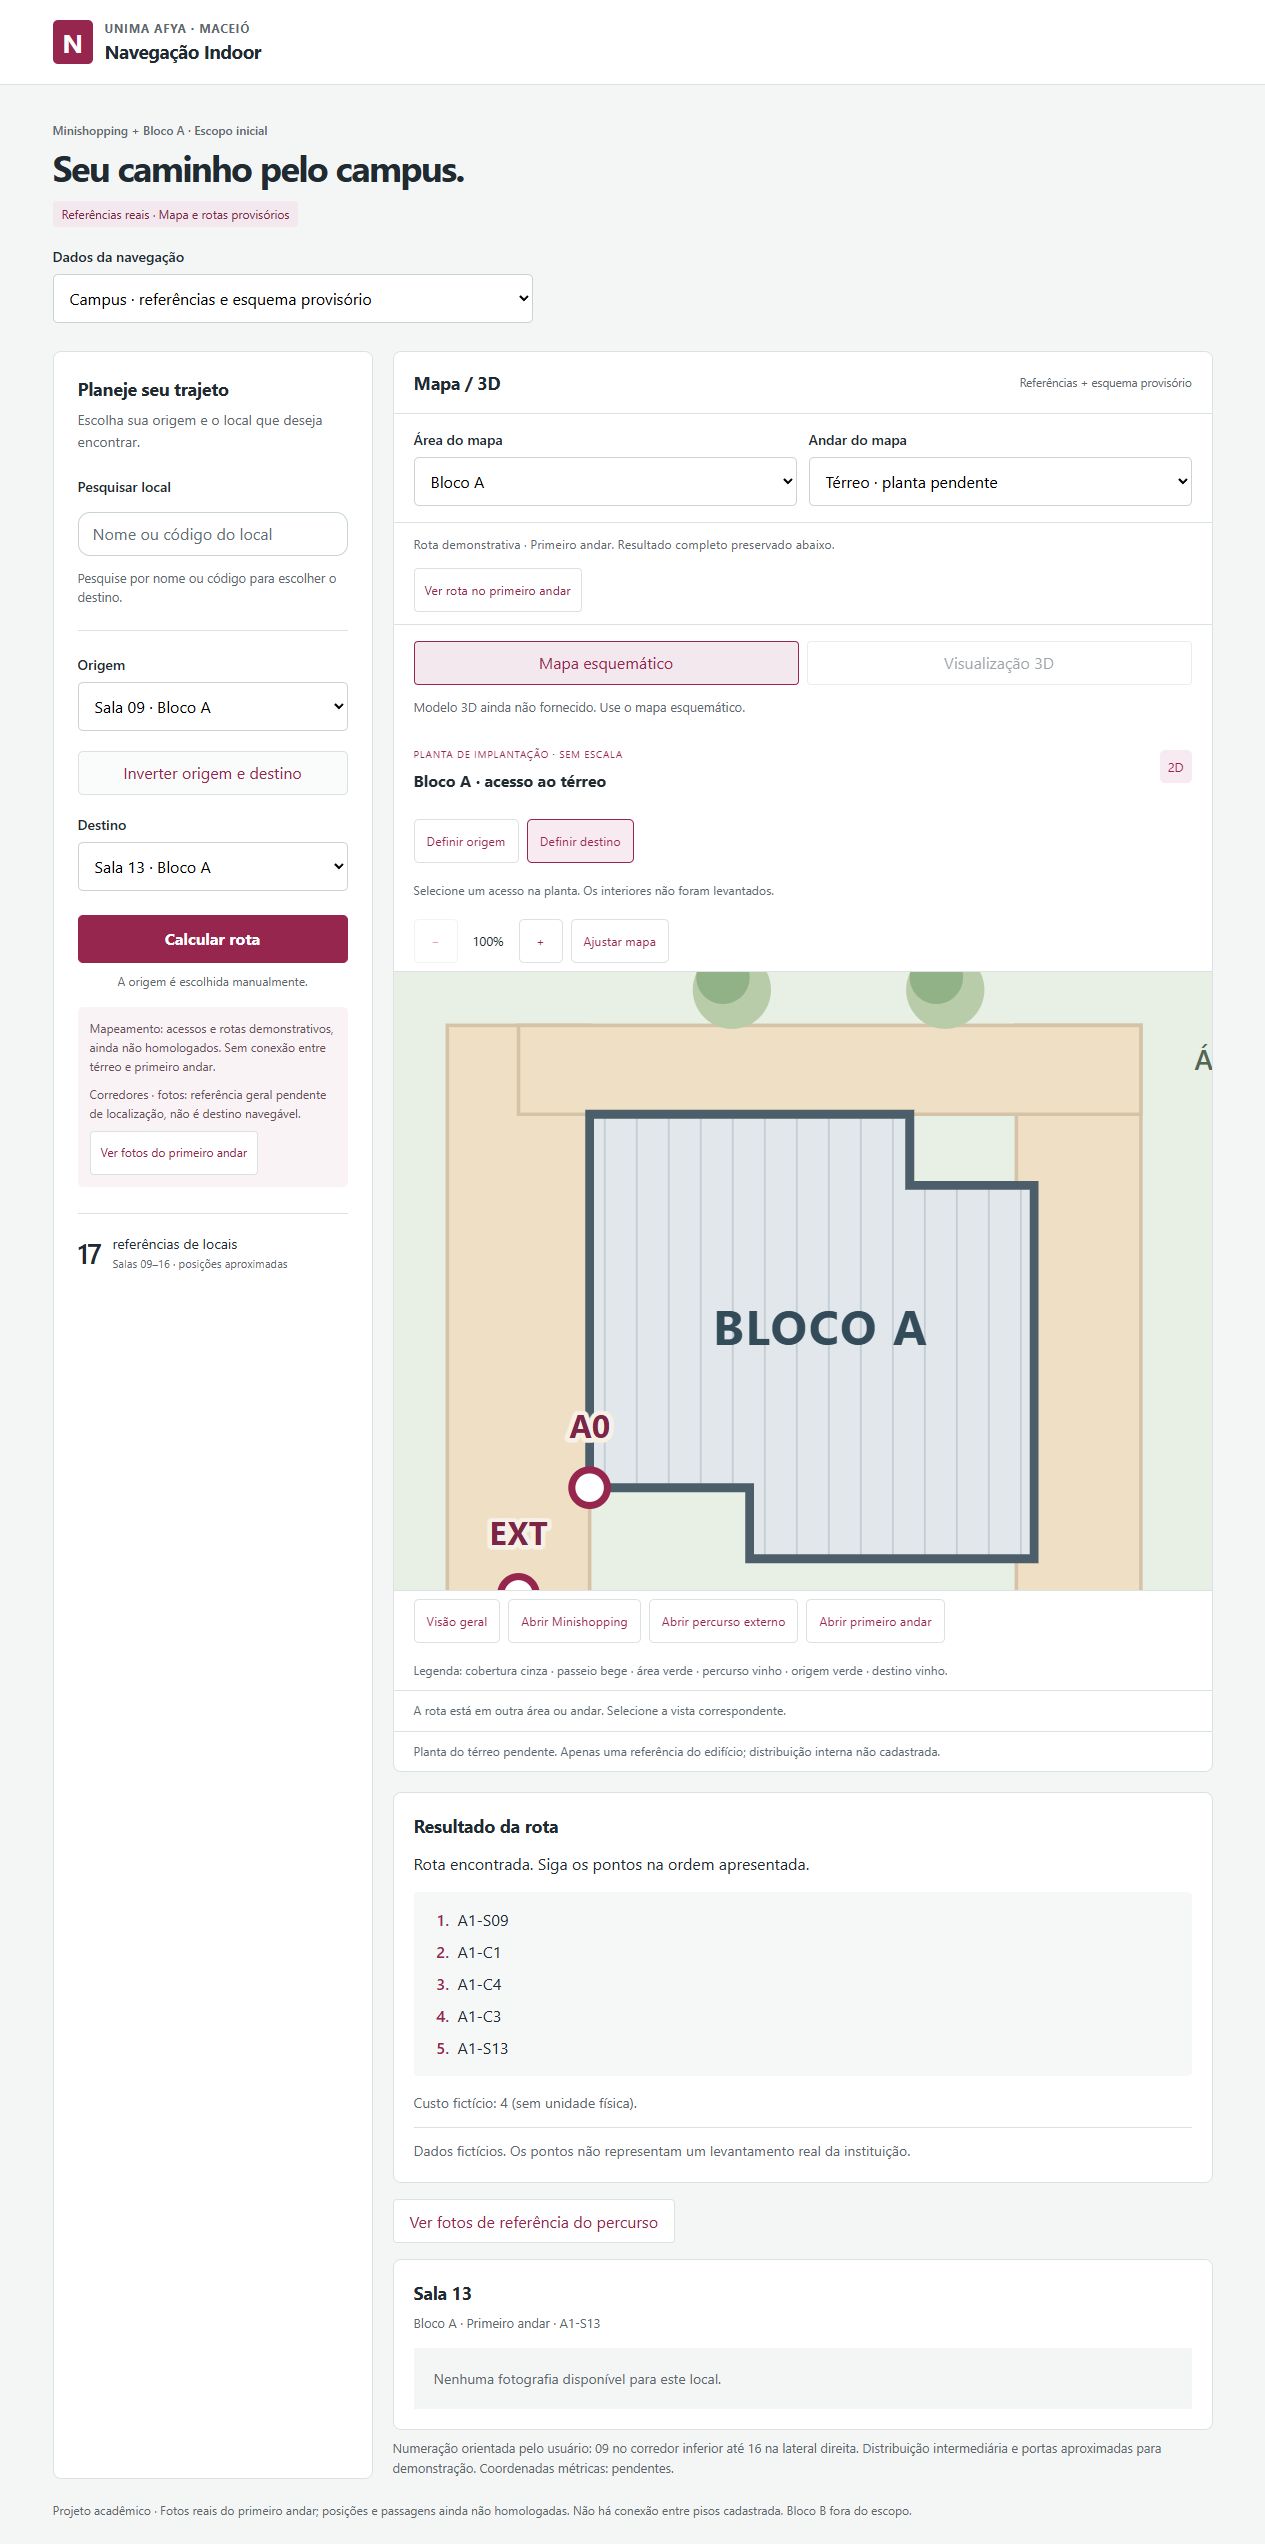 N
UNIMA AFYA · MACEIÓ
Navegação Indoor
Minishopping + Bloco A · Escopo inicial
Seu caminho pelo campus.
Referências reais · Mapa e rotas provisórios
Dados da navegação
Campus · referências e esquema provisório
Planeje seu trajeto
Escolha sua origem e o local que deseja
encontrar.
Pesquisar local
Nome ou código do local
Pesquise por nome ou código para escolher o
destino.
Origem
Sala 09 · Bloco A
Inverter origem e destino
Destino
Sala 13 · Bloco A
Calcular rota
A origem é escolhida manualmente.
Mapeamento: acessos e rotas demonstrativos,
ainda não homologados. Sem conexão entre
térreo e primeiro andar.
Corredores · fotos: referência geral pendente
de localização, não é destino navegável.
Ver fotos do primeiro andar
17
referências de locais
Salas 09–16 · posições aproximadas
Mapa / 3D
Referências + esquema provisório
Área do mapa
Andar do mapa
Bloco A
Térreo · planta pendente
Rota demonstrativa · Primeiro andar. Resultado completo preservado abaixo.
Ver rota no primeiro andar
Mapa esquemático
Visualização 3D
Modelo 3D ainda não fornecido. Use o mapa esquemático.
PLANTA DE IMPLANTAÇÃO · SEM ESCALA
Bloco A · acesso ao térreo
2D
Definir origem
Definir destino
Selecione um acesso na planta. Os interiores não foram levantados.
−
100%
+
Ajustar mapa
Á
BLOCO A
A0
EXT
Visão geral
Abrir Minishopping
Abrir percurso externo
Abrir primeiro andar
Legenda: cobertura cinza · passeio bege · área verde · percurso vinho · origem verde · destino vinho.
A rota está em outra área ou andar. Selecione a vista correspondente.
Planta do térreo pendente. Apenas uma referência do edifício; distribuição interna não cadastrada.
Resultado da rota
Rota encontrada. Siga os pontos na ordem apresentada.
1. A1-S09
2. A1-C1
3. A1-C4
4. A1-C3
5. A1-S13
Custo fictício: 4 (sem unidade física).
Dados fictícios. Os pontos não representam um levantamento real da instituição.
Ver fotos de referência do percurso
Sala 13
Bloco A · Primeiro andar · A1-S13
Nenhuma fotografia disponível para este local.
Numeração orientada pelo usuário: 09 no corredor inferior até 16 na lateral direita. Distribuição intermediária e portas aproximadas para
demonstração. Coordenadas métricas: pendentes.
Projeto acadêmico · Fotos reais do primeiro andar; posições e passagens ainda não homologadas. Não há conexão entre pisos cadastrada. Bloco B fora do escopo.